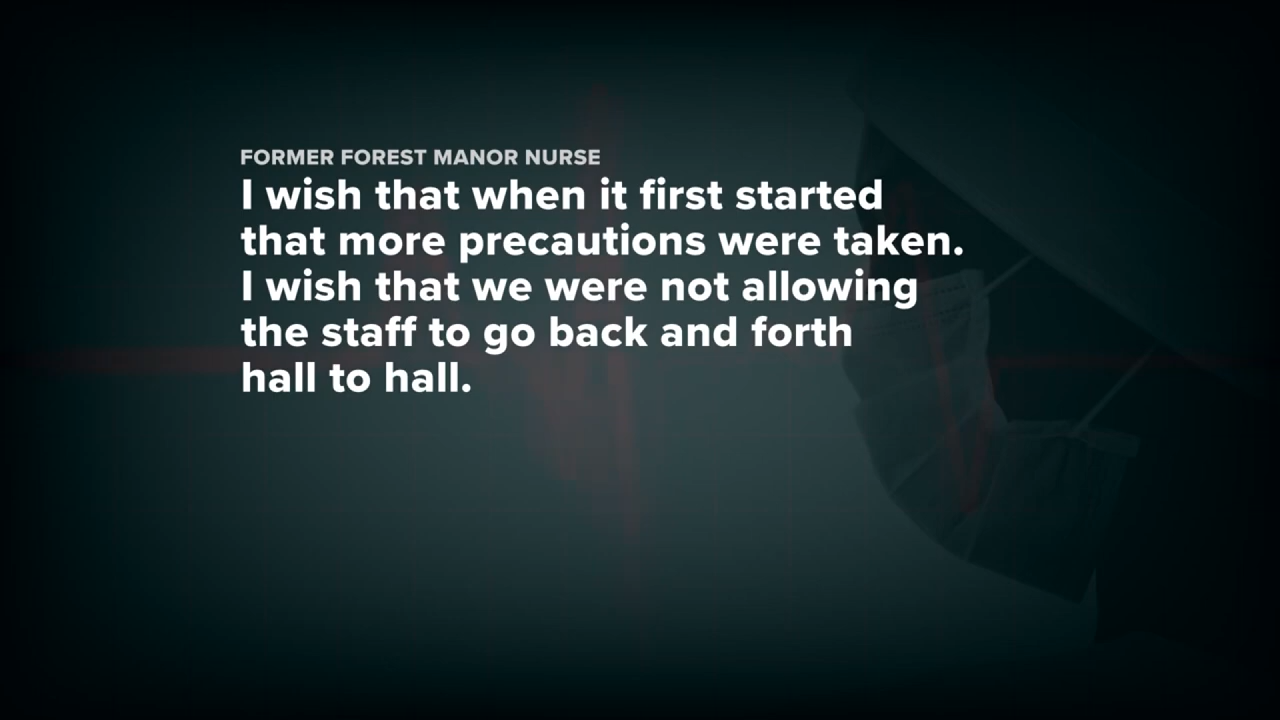 FORMER FOREST MANOR NURSE
I wish that when it first started
that more precautions were taken.
I wish that we were not allowing
the staff to go back and forth
hall to hall.